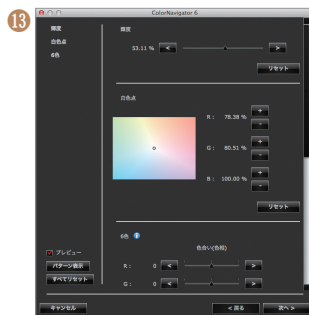 13
ColorNavigator 6
輝度
白色点
6色
輝度
53.11 %
<
>
リセット
白色点
R : 78.38 %
+
-
G : 80.51 %
+
-
B : 100.00 %
+
-
リセット
6色
色合い(色相)
R : 0
<
>
G : 0
<
>
プレビュー
パターン表示
すべてリセット
キャンセル
< 戻る
次へ >